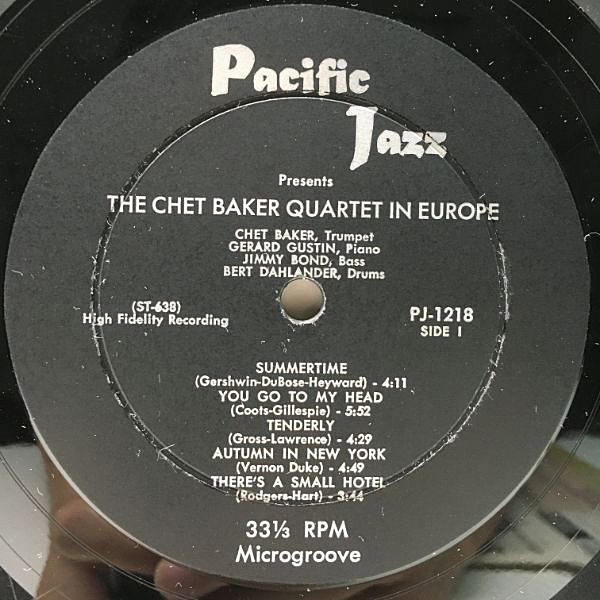 Pacific
Jazz
Presents
THE CHET BAKER QUARTET IN EUROPE
CHET BAKER, Trumpet
GERARD GUSTIN, Piano
JIMMY BOND, Bass
BERT DAHLANDER, Drums
(ST-638)
High Fidelity Recording
PJ-1218
SIDE 1
SUMMERTIME
(Gershwin-DuBose-Heyward) - 4:11
YOU GO TO MY HEAD
(Coots-Gillespie) - 5:52
TENDERLY
(Gross-Lawrence) - 4:29
AUTUMN IN NEW YORK
(Vernon Duke) - 4:49
THERE'S A SMALL HOTEL
(Rodgers-Hart) - 3:44
33⅓ RPM
Microgroove